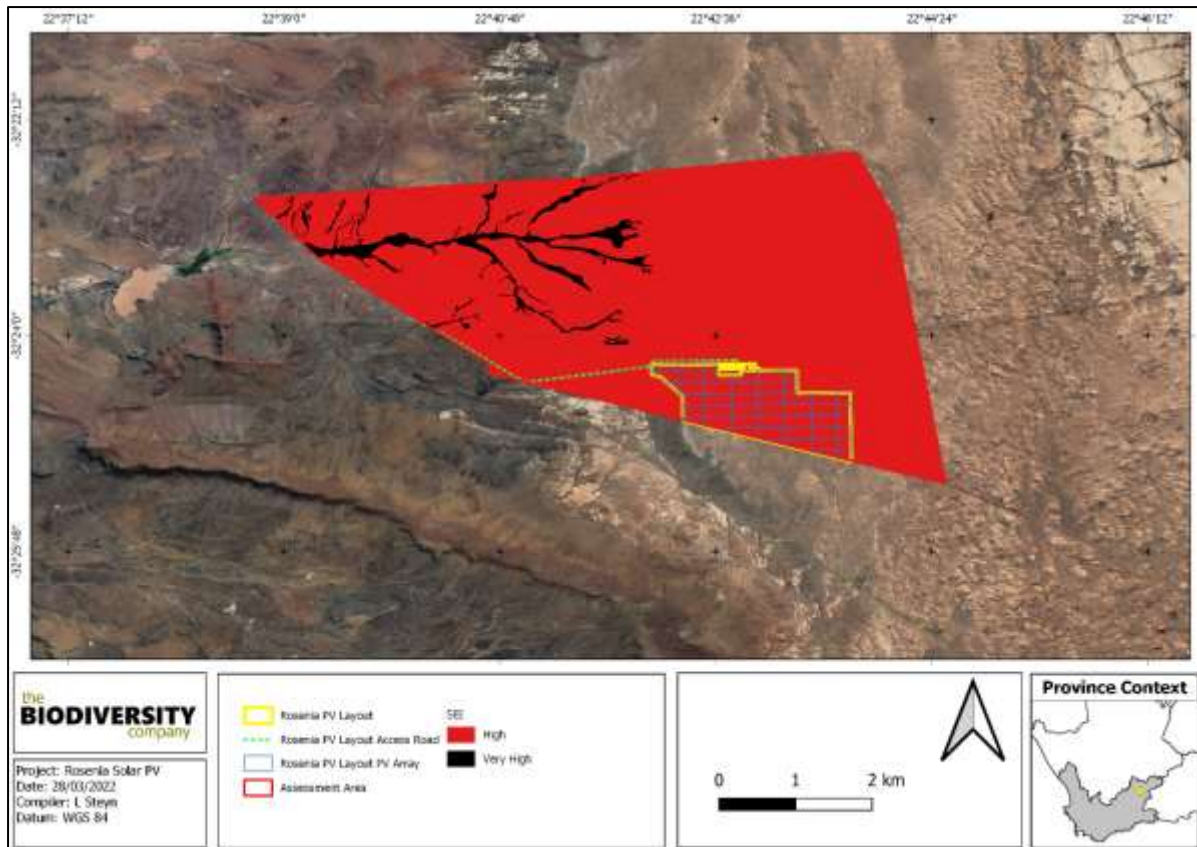 22°37'12" 22°39'0" 22°40'48" 22°42'36" 22°44'24" 22°46'12"
-32°22'12"
-32°24'0"
-32°25'48"
the
BIODIVERSITY
company
Project: Rosenia Solar PV
Date: 28/03/2022
Compiler: L Steyn
Datum: WGS 84
Rosenia PV Layout
Rosenia PV Layout Access Road
Rosenia PV Layout PV Array
Assessment Area
SEI
High
Very High
0 1 2 km
Province Context